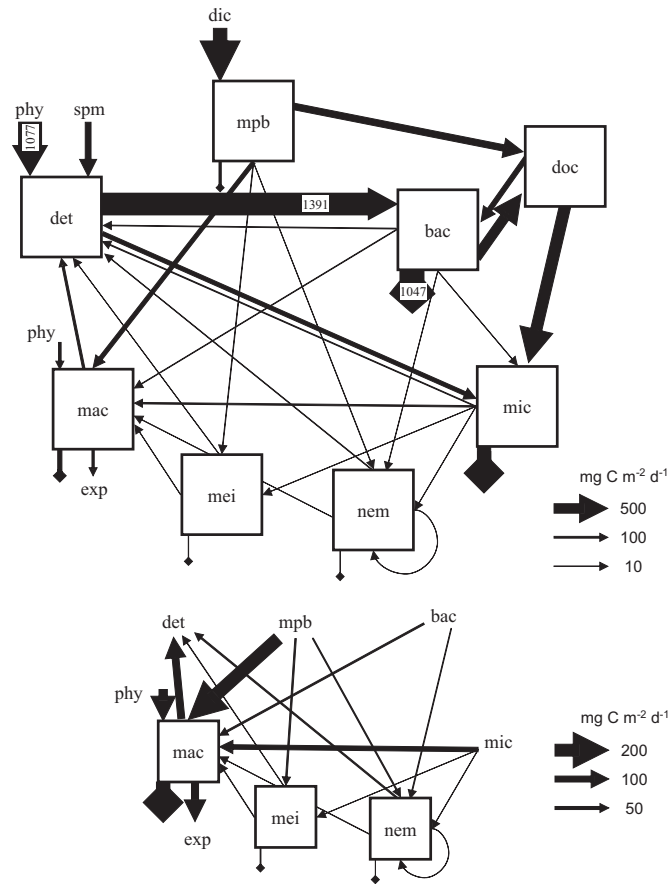 dic
phy
spm
1077
mpb
doc
det
1391
bac
1047
phy
mac
mic
exp
mei
nem
mg C m⁻² d⁻¹
500
100
10
det
mpb
bac
phy
mac
mic
mg C m⁻² d⁻¹
200
100
50
exp
mei
nem